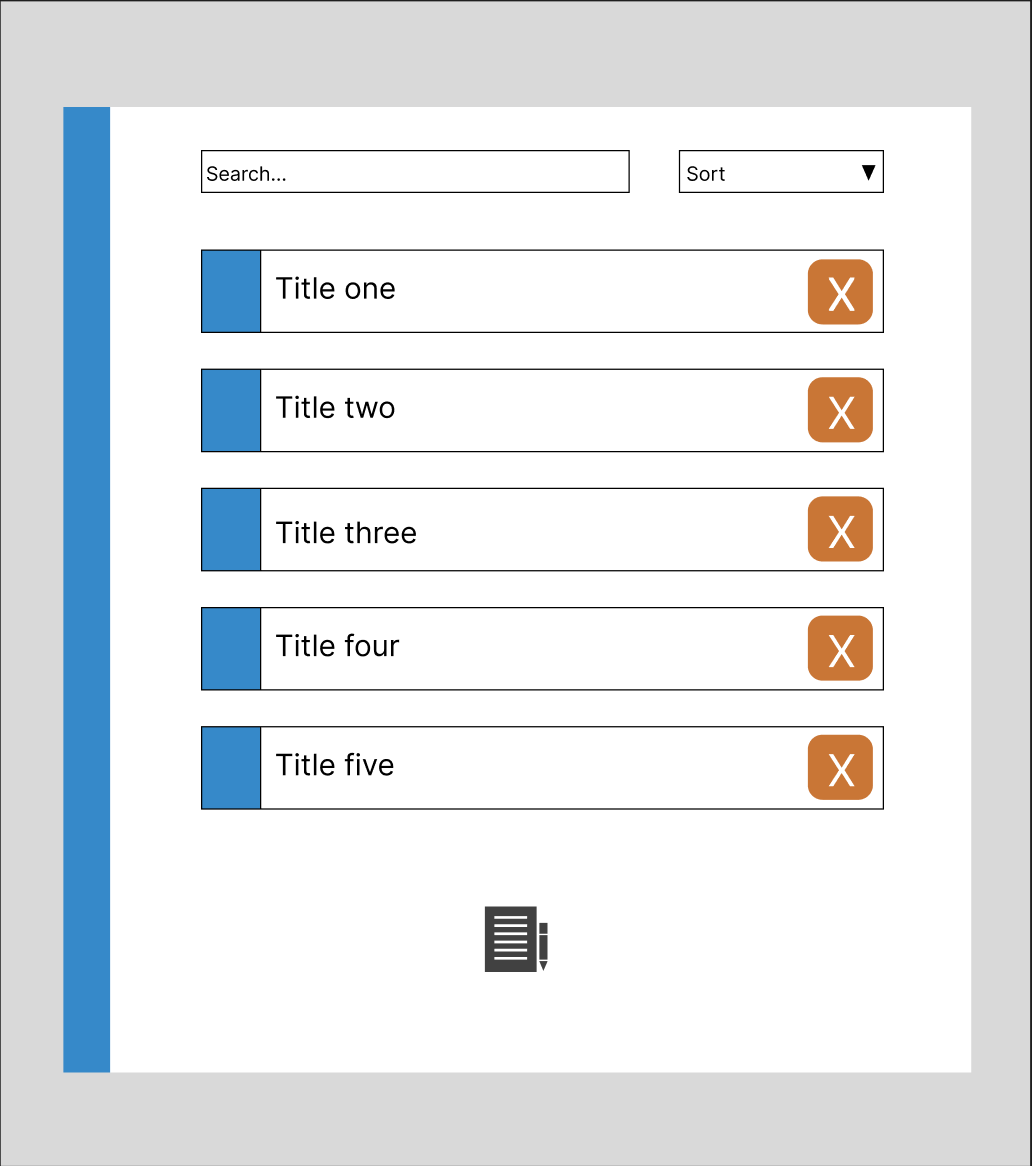 Search...
Sort ▼
Title one
X
Title two
X
Title three
X
Title four
X
Title five
X